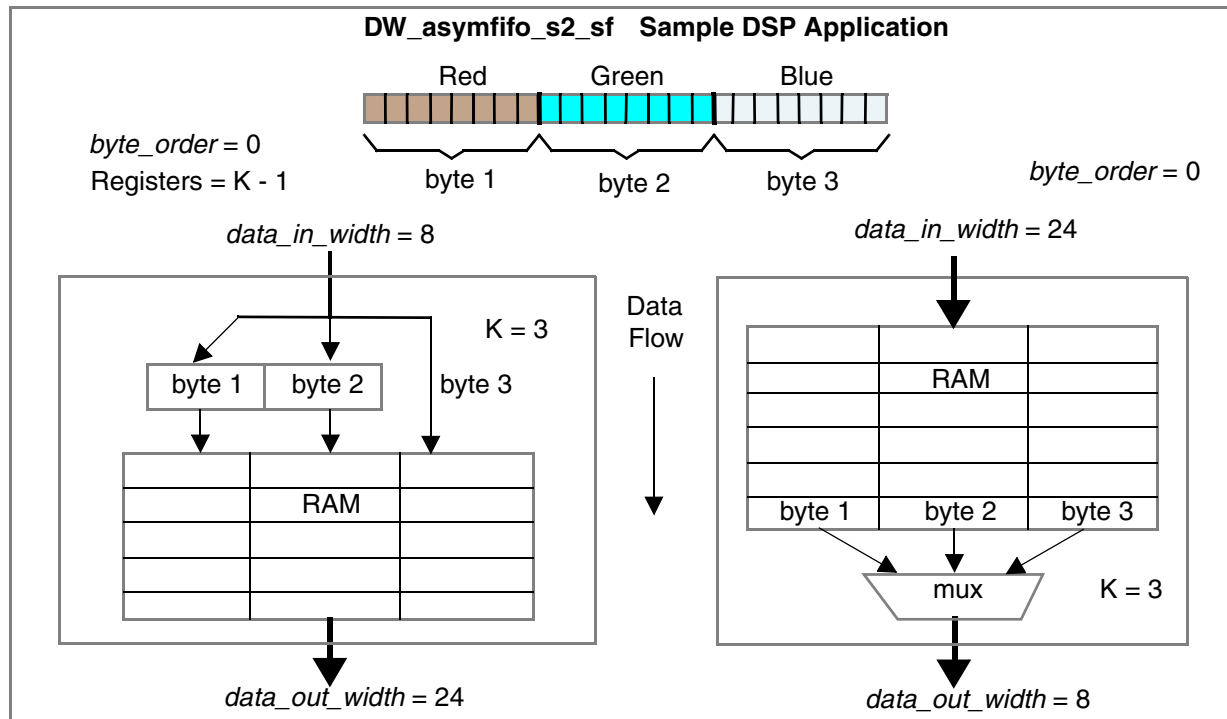 DW_asymfifo_s2_sf Sample DSP Application
Red Green Blue
byte_order = 0
Registers = K - 1
byte 1 byte 2 byte 3
byte_order = 0
data_in_width = 8
data_in_width = 24
K = 3
byte 1 byte 2 byte 3
RAM
data_out_width = 24
Data
Flow
RAM
byte 1 byte 2 byte 3
mux
K = 3
data_out_width = 8